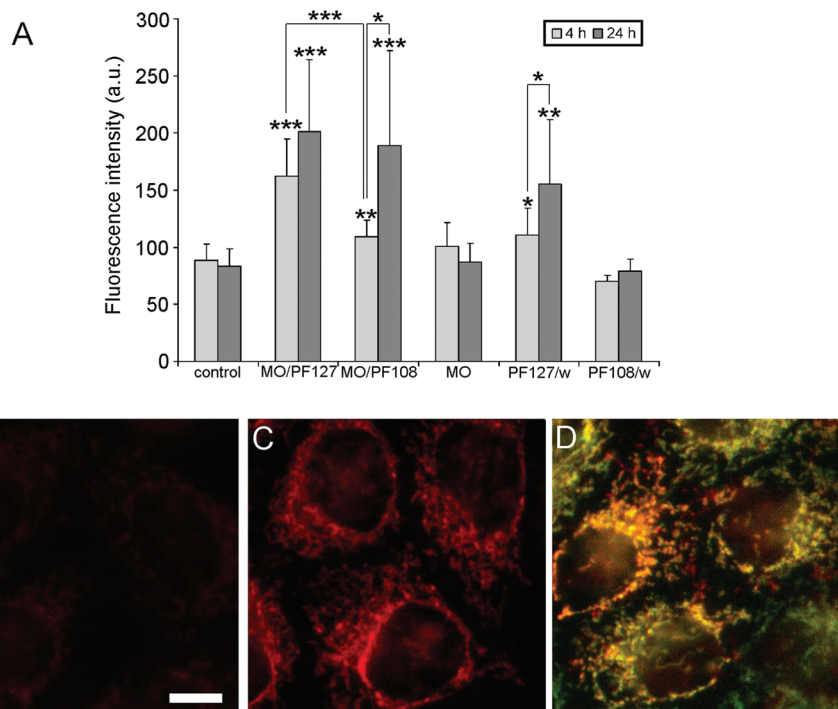 A
Fluorescence intensity (a.u.)
300
250
200
150
100
50
0
4 h
24 h
***
*
***
***
***
**
*
*
**
control
MO/PF127
MO/PF108
MO
PF127/w
PF108/w
C
D